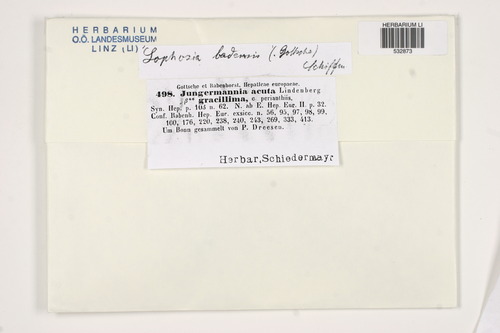 HERBARIUM
O.Ö. LANDESMUSEUM
LINZ (LI)
HERBARIUM LI
532873
Lophozia badensis (Gottsche)
Schiffn
Gottsche et Rabenhorst, Hepaticae europaeae.
498. Jungermannia acuta Lindenberg
gracillima, c. perianthiis,
Syn. Hep. p. 103 n. 62. N. ab E. Hep. Eur. II. p. 32.
Conf. Rabenh. Hep. Eur. exsicc. n. 56, 95, 97, 98, 99,
100, 176, 220, 238, 240, 243, 269, 333, 413.
Um Bonn gesammelt von P. Dreesen.
Herbar, Schiedermayr